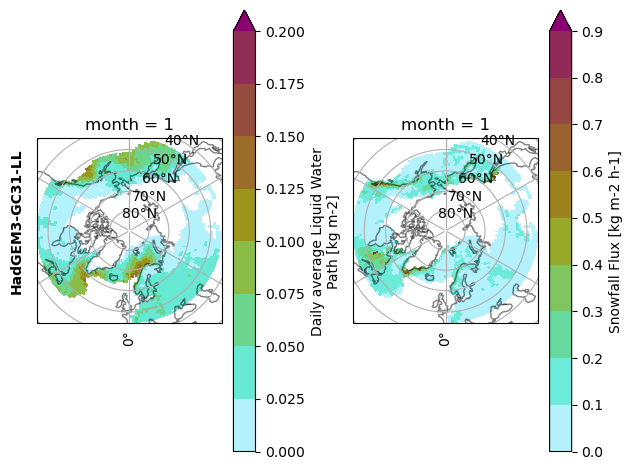 HadGEM3-GC31-LL
month = 1
40°N
50°N
60°N
70°N
80°N
0°
0.200
0.175
0.150
0.125
0.100
0.075
0.050
0.025
0.000
Daily average Liquid Water
Path [kg m-2]
month = 1
40°N
50°N
60°N
70°N
80°N
0°
0.9
0.8
0.7
0.6
0.5
0.4
0.3
0.2
0.1
0.0
Snowfall Flux [kg m-2 h-1]